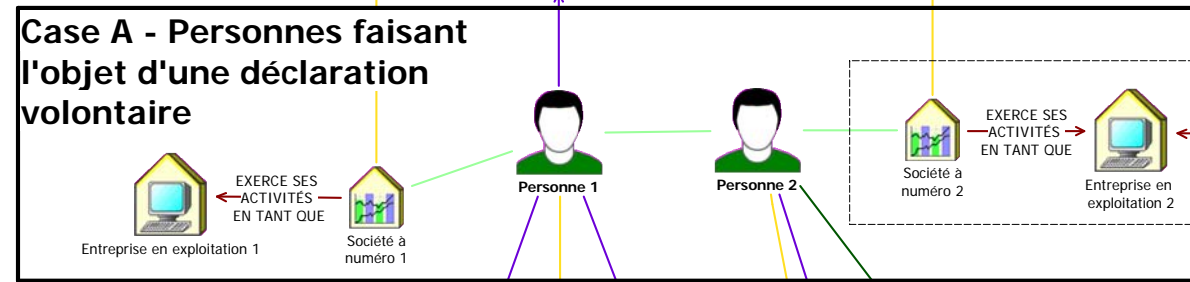 Case A - Personnes faisant
l'objet d'une déclaration
volontaire
EXERCE SES
ACTIVITÉS
EN TANT QUE
Entreprise en exploitation 1
Société à
numéro 1
Personne 1
Personne 2
Société à
numéro 2
EXERCE SES
ACTIVITÉS
EN TANT QUE
Entreprise en
exploitation 2